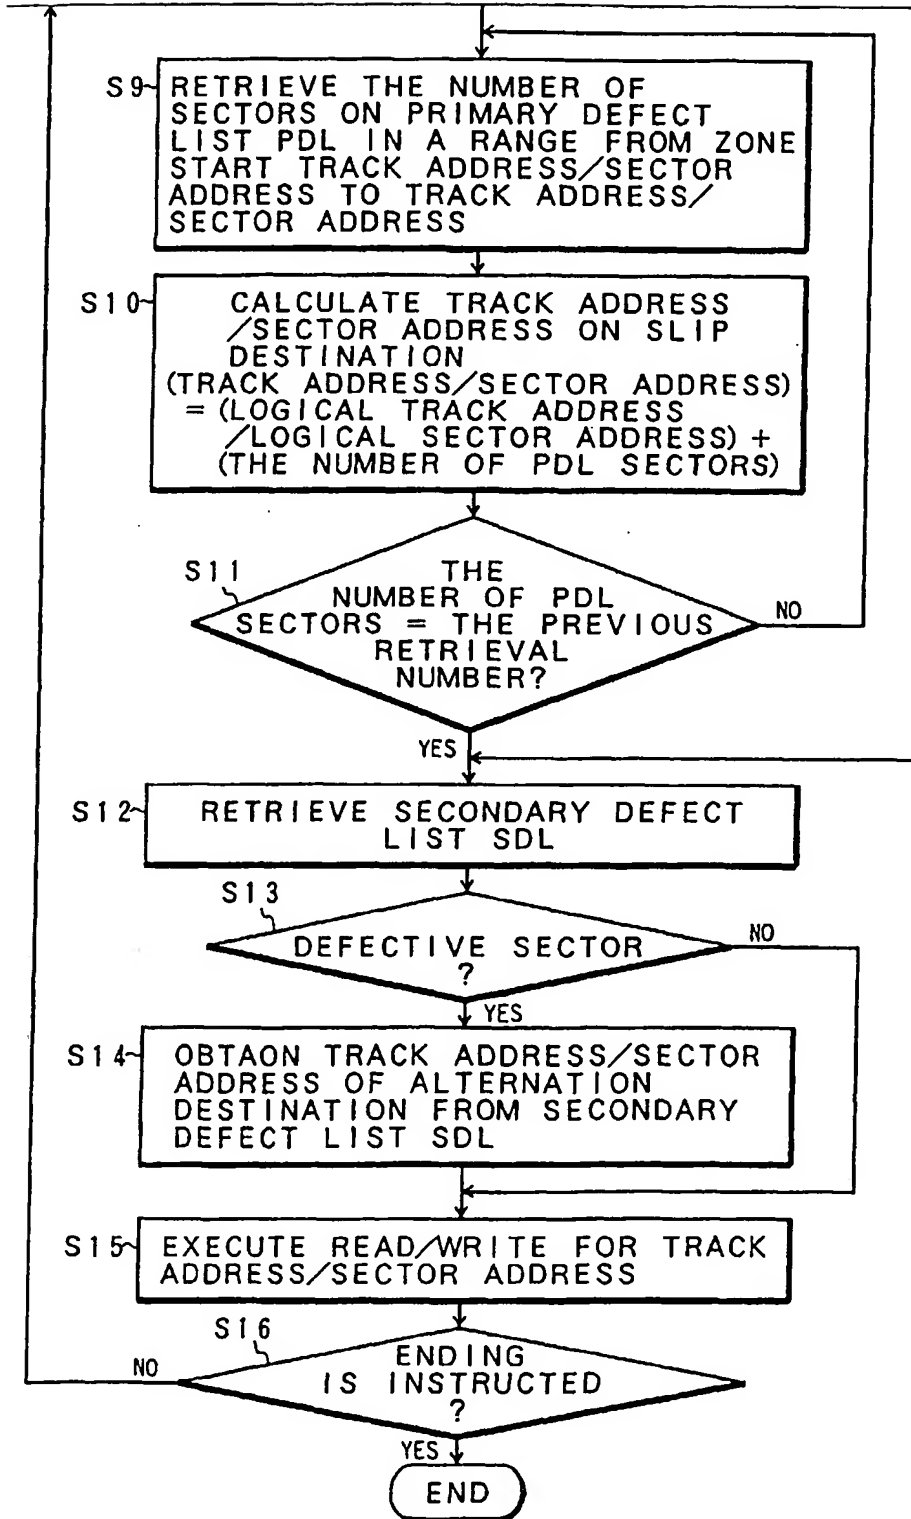 S9
RETRIEVE THE NUMBER OF
SECTORS ON PRIMARY DEFECT
LIST PDL IN A RANGE FROM ZONE
START TRACK ADDRESS/SECTOR
ADDRESS TO TRACK ADDRESS/
SECTOR ADDRESS
S10
CALCULATE TRACK ADDRESS
/SECTOR ADDRESS ON SLIP
DESTINATION
(TRACK ADDRESS/SECTOR ADDRESS)
= (LOGICAL TRACK ADDRESS
/LOGICAL SECTOR ADDRESS) +
(THE NUMBER OF PDL SECTORS)
S11
THE
NUMBER OF PDL
SECTORS = THE PREVIOUS
RETRIEVAL
NUMBER?
NO
YES
S12
RETRIEVE SECONDARY DEFECT
LIST SDL
S13
DEFECTIVE SECTOR
?
NO
YES
S14
OBTAON TRACK ADDRESS/SECTOR
ADDRESS OF ALTERNATION
DESTINATION FROM SECONDARY
DEFECT LIST SDL
S15
EXECUTE READ/WRITE FOR TRACK
ADDRESS/SECTOR ADDRESS
S16
ENDING
IS INSTRUCTED
?
NO
YES
END